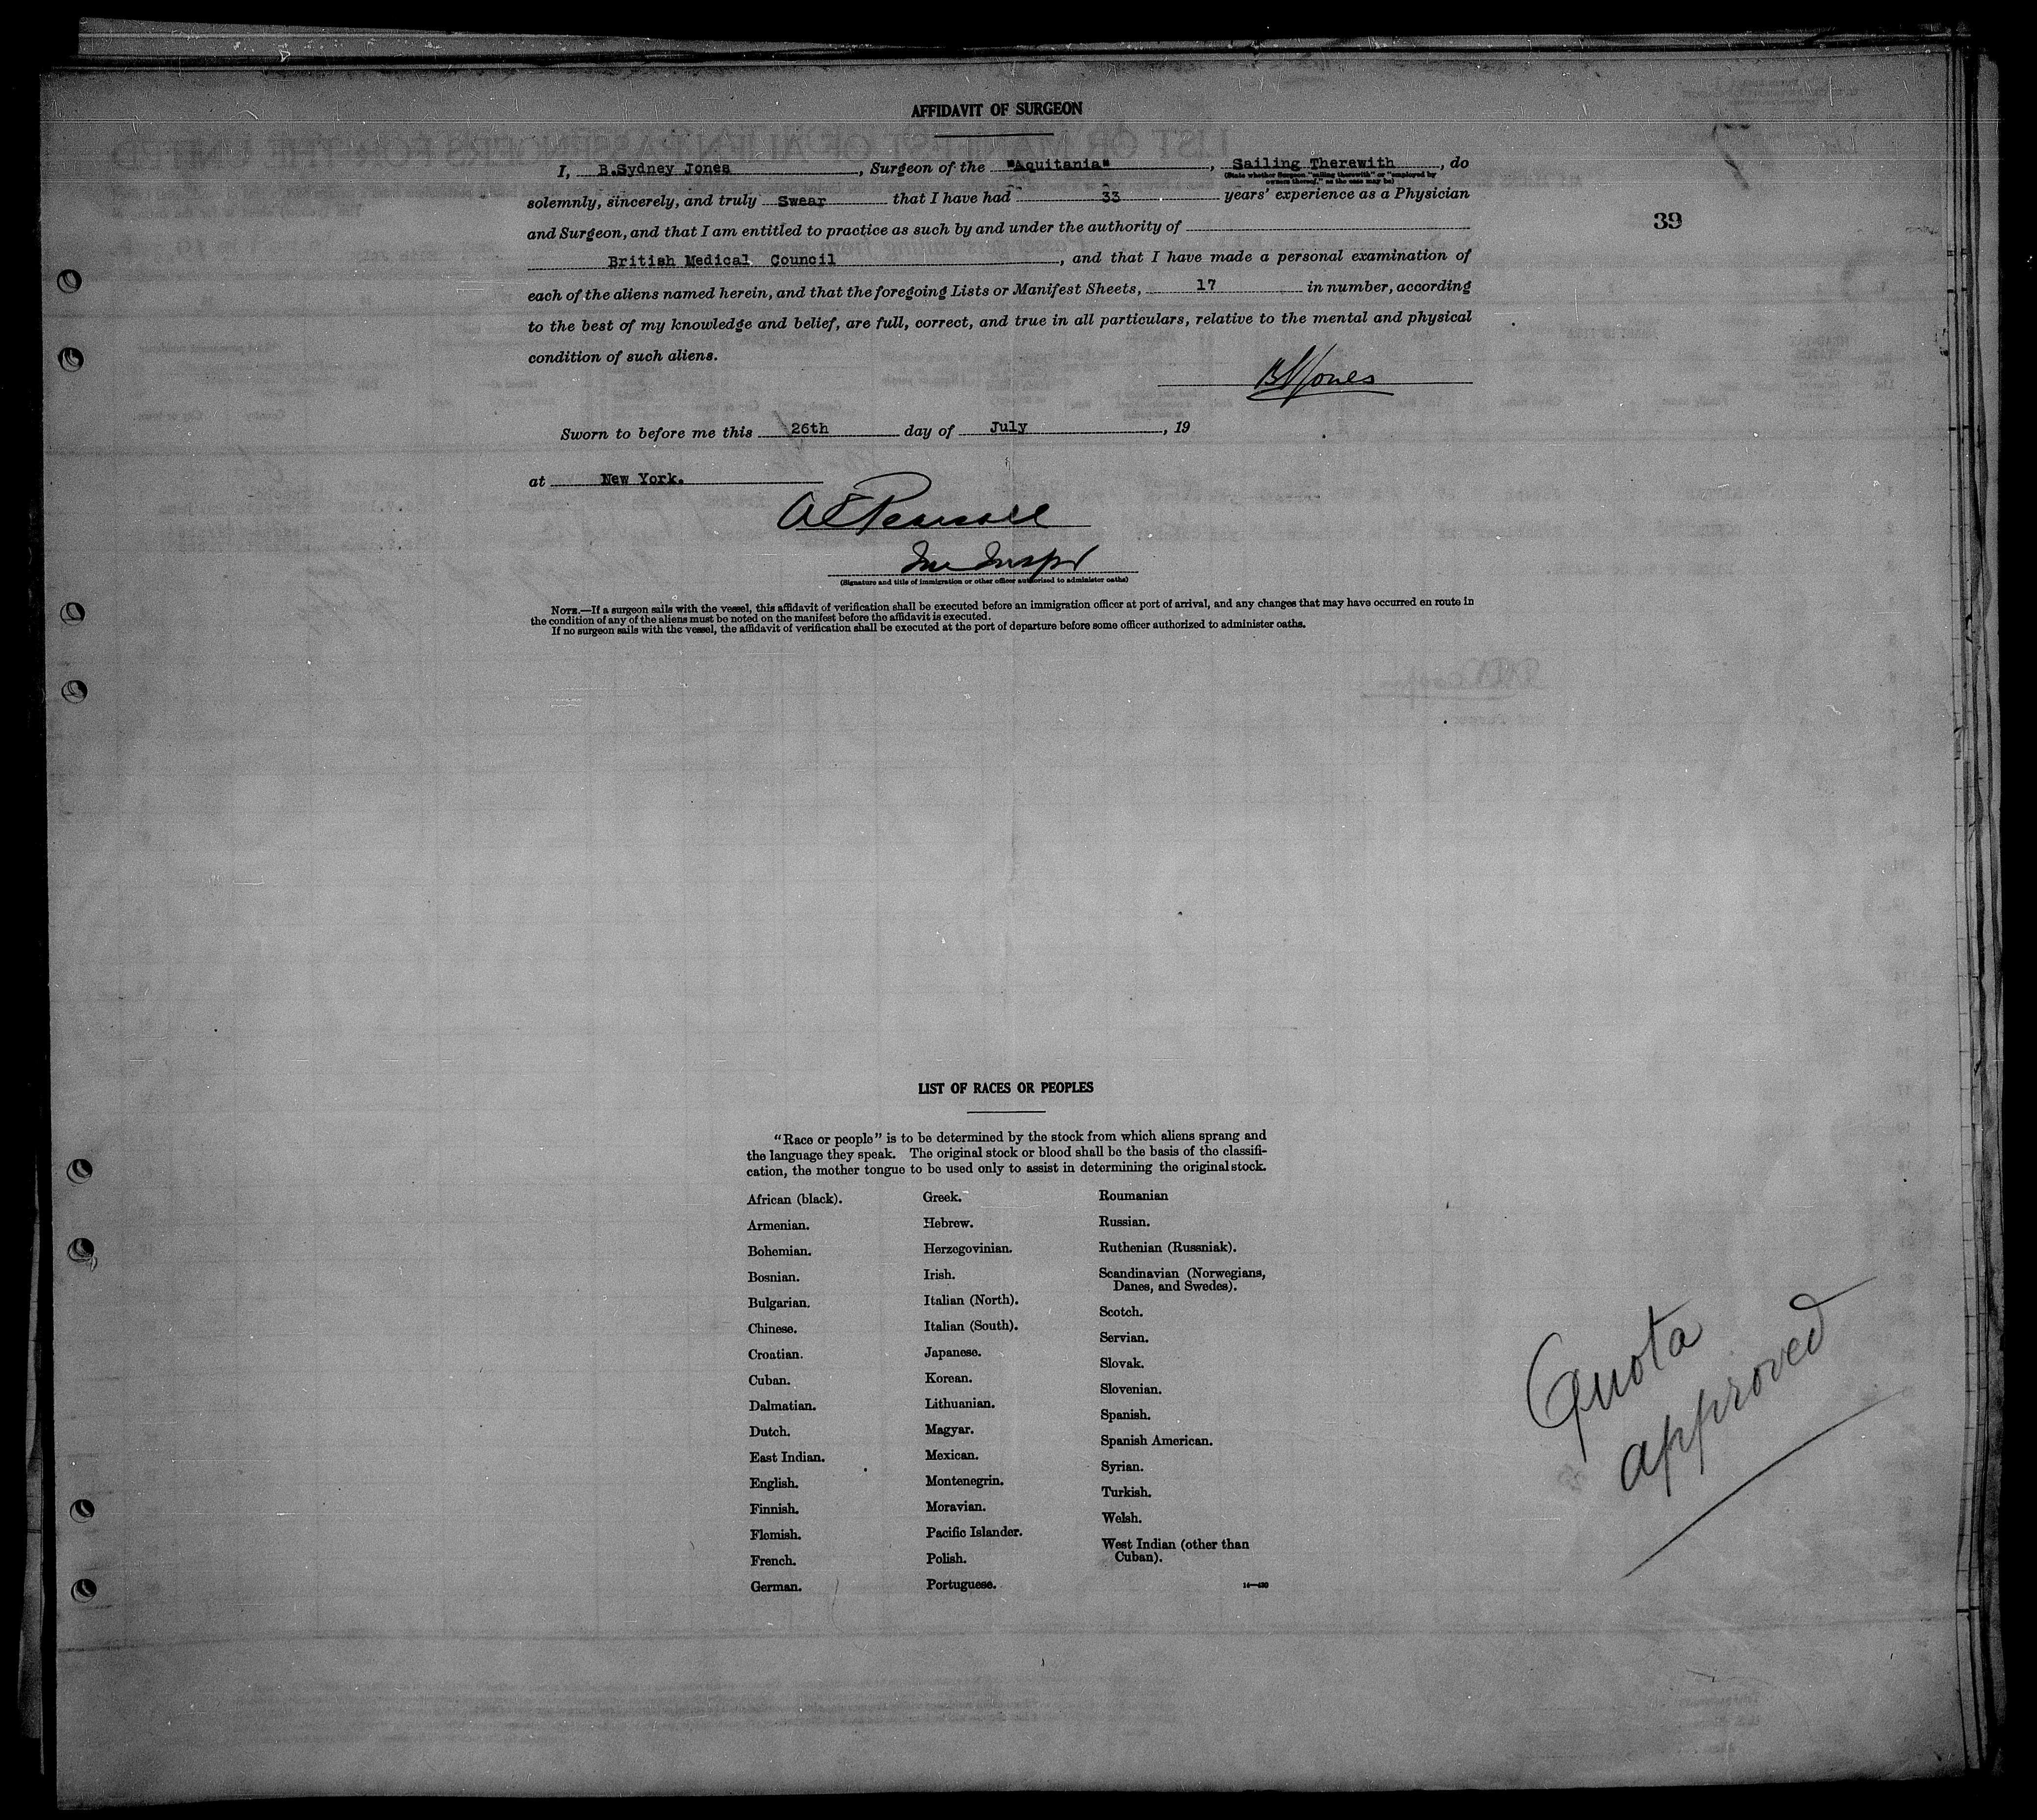 AFFIDAVIT OF SURGEON
I, B.Sydney Jones, Surgeon of the "Aquitania", Sailing Therewith, do
(State whether Surgeon "sailing therewith" or "employed by
owners thereof," as the case may be)
solemnly, sincerely, and truly Swear that I have had 33 years' experience as a Physician
39
and Surgeon, and that I am entitled to practice as such by and under the authority of
British Medical Council, and that I have made a personal examination of
each of the aliens named herein, and that the foregoing Lists or Manifest Sheets, 17 in number, according
to the best of my knowledge and belief, are full, correct, and true in all particulars, relative to the mental and physical
condition of such aliens.
BSJones
Sworn to before me this 26th day of July, 19
at New York.
(Signature and title of immigration or other officer authorized to administer oaths)
NOTE.—If a surgeon sails with the vessel, this affidavit of verification shall be executed before an immigration officer at port of arrival, and any changes that may have occurred en route in
the condition of any of the aliens must be noted on the manifest before the affidavit is executed.
If no surgeon sails with the vessel, the affidavit of verification shall be executed at the port of departure before some officer authorized to administer oaths.
LIST OF RACES OR PEOPLES
"Race or people" is to be determined by the stock from which aliens sprang and
the language they speak. The original stock or blood shall be the basis of the classifi-
cation, the mother tongue to be used only to assist in determining the original stock.
African (black).
Armenian.
Bohemian.
Bosnian.
Bulgarian.
Chinese.
Croatian.
Cuban.
Dalmatian.
Dutch.
East Indian.
English.
Finnish.
Flemish.
French.
German.
Greek.
Hebrew.
Herzegovinian.
Irish.
Italian (North).
Italian (South).
Japanese.
Korean.
Lithuanian.
Magyar.
Mexican.
Montenegrin.
Moravian.
Pacific Islander.
Polish.
Portuguese.
Roumanian
Russian.
Ruthenian (Russniak).
Scandinavian (Norwegians,
Danes, and Swedes).
Scotch.
Servian.
Slovak.
Slovenian.
Spanish.
Spanish American.
Syrian.
Turkish.
Welsh.
West Indian (other than
Cuban).
14—430
Quota
approved